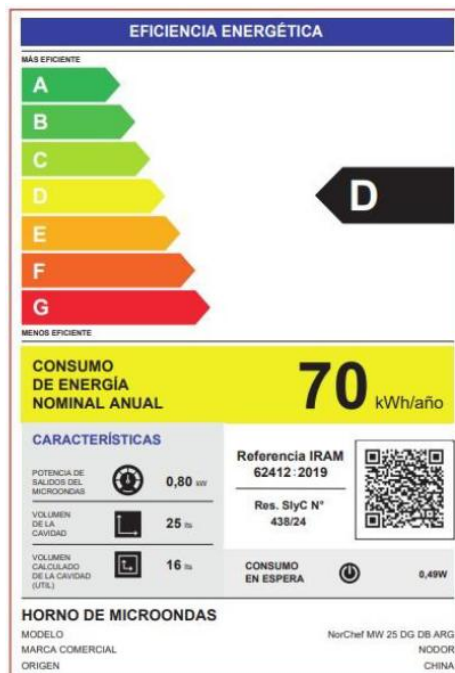 EFICIENCIA ENERGÉTICA
MÁS EFICIENTE
A
B
C
D
D
E
F
G
MENOS EFICIENTE
CONSUMO
DE ENERGÍA
NOMINAL ANUAL
70 kWh/año
CARACTERÍSTICAS
POTENCIA DE
SALIDOS DEL
MICROONDAS
0,80 kW
VOLUMEN
DE LA
CAVIDAD
25 lts
VOLUMEN
CALCULADO
DE LA CAVIDAD
(UTIL)
16 lts
Referencia IRAM
62412:2019
Res. SIyC N°
438/24
CONSUMO
EN ESPERA
0,49W
HORNO DE MICROONDAS
MODELO NorChef MW 25 DG DB ARG
MARCA COMERCIAL NODOR
ORIGEN CHINA